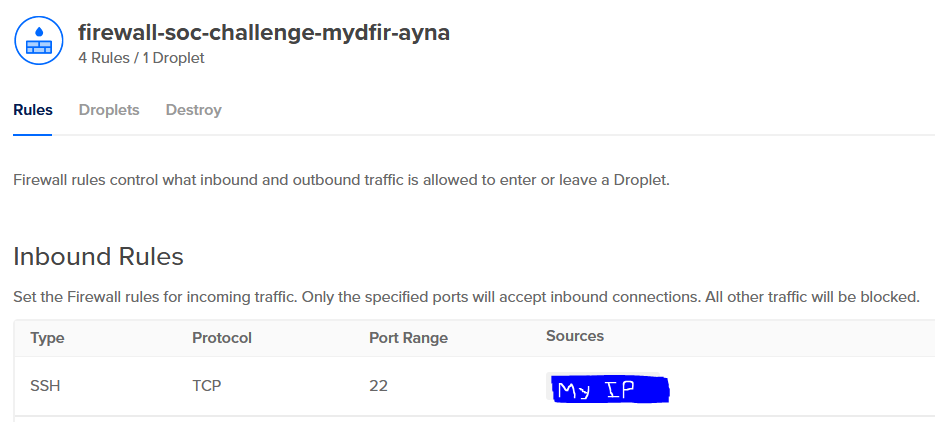 firewall-soc-challenge-mydfir-ayna
4 Rules / 1 Droplet
Rules Droplets Destroy
Firewall rules control what inbound and outbound traffic is allowed to enter or leave a Droplet.
Inbound Rules
Set the Firewall rules for incoming traffic. Only the specified ports will accept inbound connections. All other traffic will be blocked.
Type Protocol Port Range Sources
SSH TCP 22 My IP